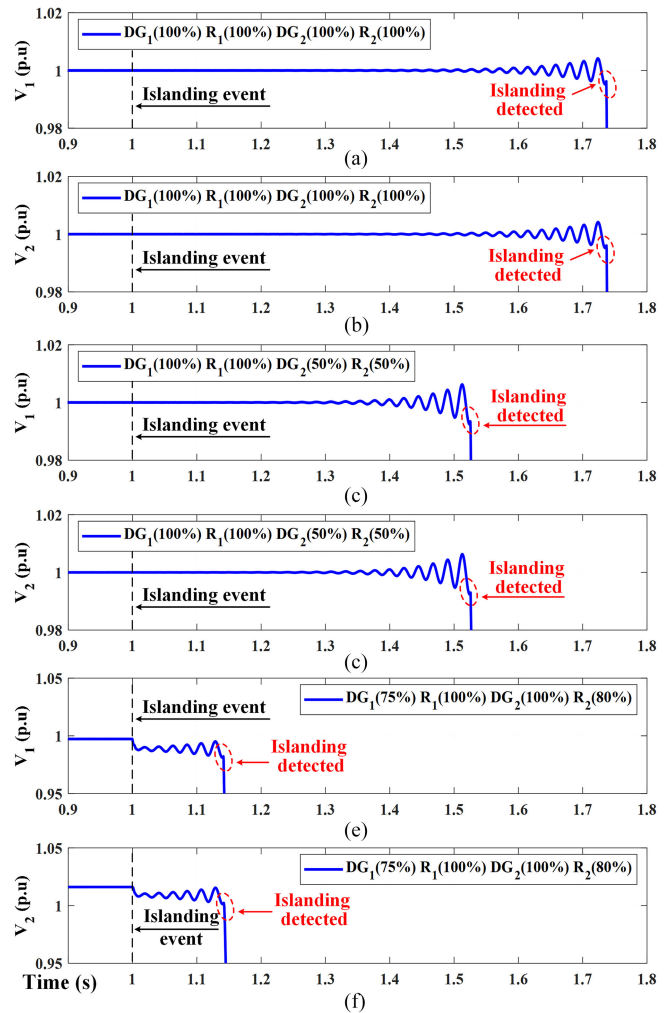 1.02
DG1(100%) R1(100%) DG2(100%) R2(100%)
V1 (p.u)
1
Islanding event
Islanding
detected
0.98
0.9 1 1.1 1.2 1.3 1.4 1.5 1.6 1.7 1.8
(a)
1.02
DG1(100%) R1(100%) DG2(100%) R2(100%)
V2 (p.u)
1
Islanding event
Islanding
detected
0.98
0.9 1 1.1 1.2 1.3 1.4 1.5 1.6 1.7 1.8
(b)
1.02
DG1(100%) R1(100%) DG2(50%) R2(50%)
V1 (p.u)
1
Islanding event
Islanding
detected
0.98
0.9 1 1.1 1.2 1.3 1.4 1.5 1.6 1.7 1.8
(c)
1.02
DG1(100%) R1(100%) DG2(50%) R2(50%)
V2 (p.u)
1
Islanding event
Islanding
detected
0.98
0.9 1 1.1 1.2 1.3 1.4 1.5 1.6 1.7 1.8
(c)
1.05
Islanding event
DG1(75%) R1(100%) DG2(100%) R2(80%)
V1 (p.u)
1
Islanding
detected
0.95
0.9 1 1.1 1.2 1.3 1.4 1.5 1.6 1.7 1.8
(e)
1.05
DG1(75%) R1(100%) DG2(100%) R2(80%)
V2 (p.u)
1
Islanding
event
Islanding
detected
0.95
Time (s)
1 1.1 1.2 1.3 1.4 1.5 1.6 1.7 1.8
(f)